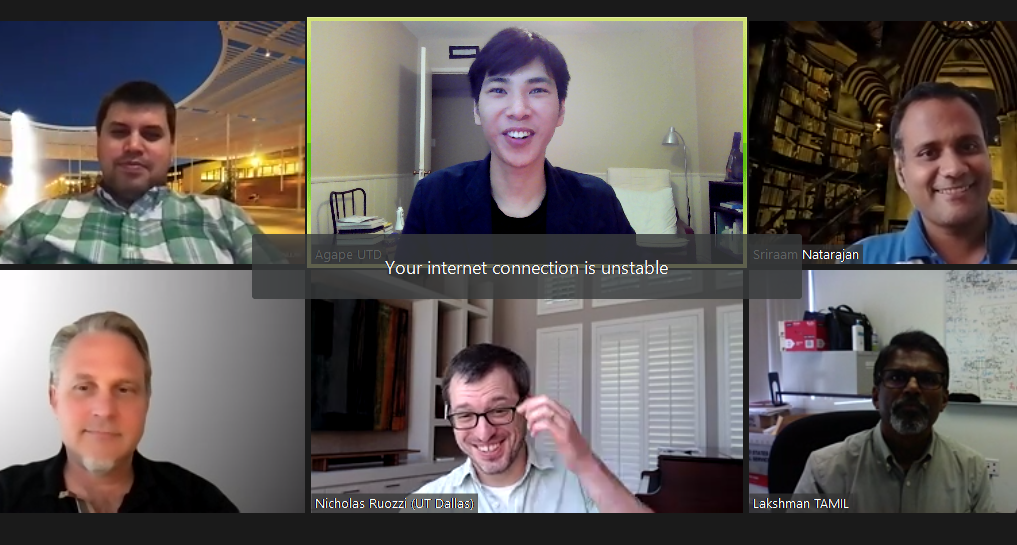 Agape UTD
Sriraam Natarajan
Your internet connection is unstable
Nicholas Ruozzi (UT Dallas)
Lakshman TAMIL